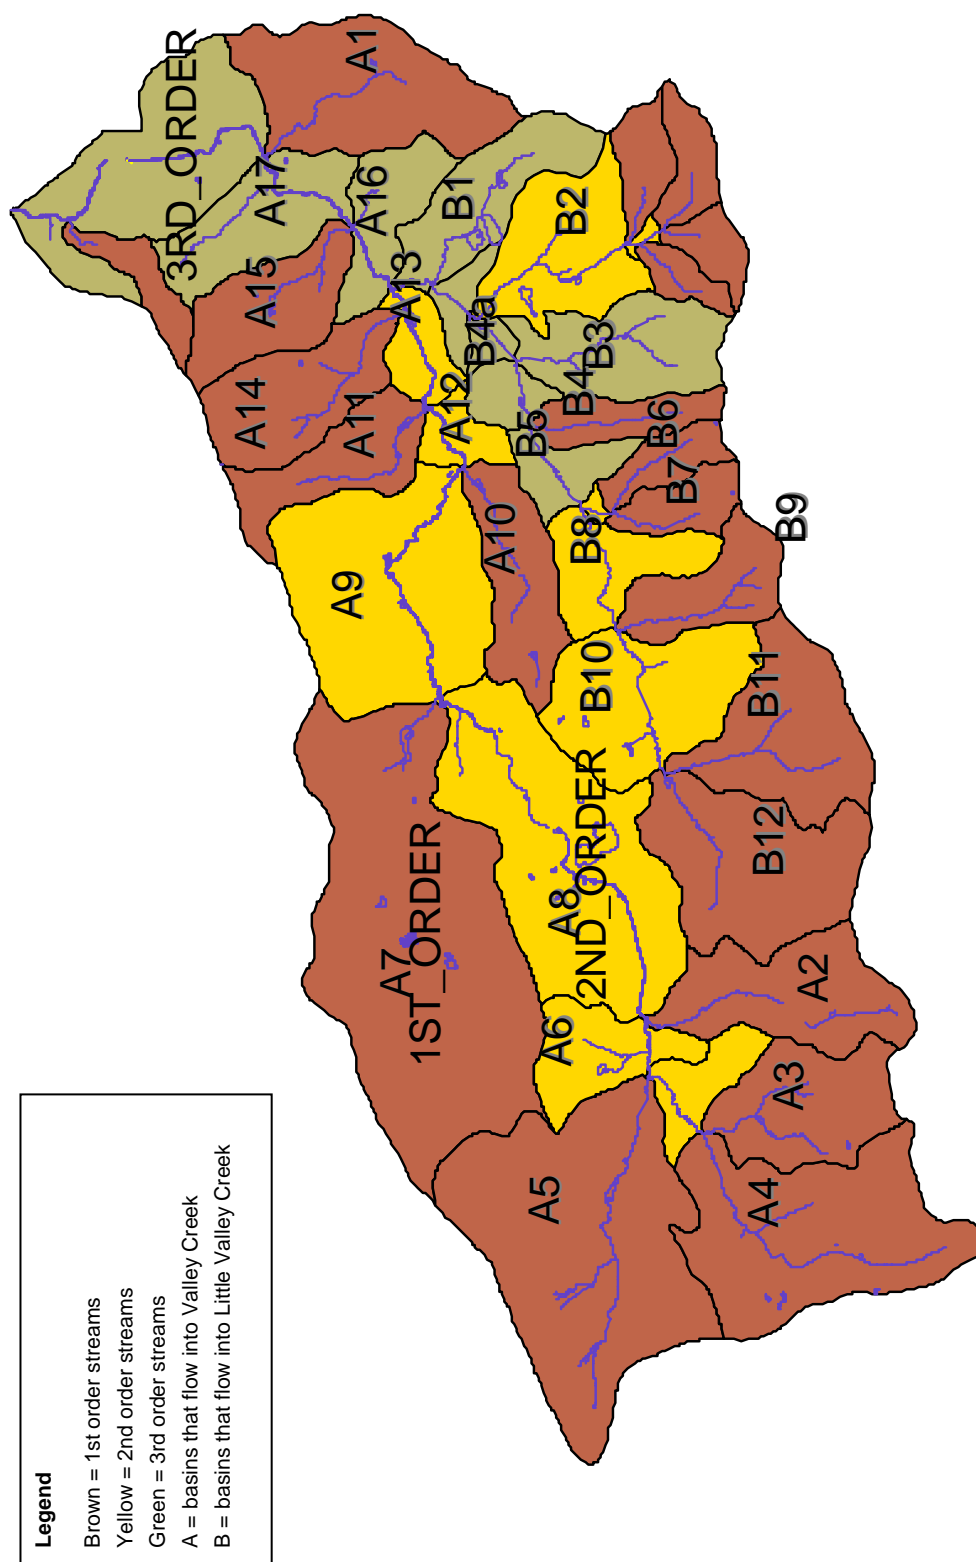 Legend
Brown = 1st order streams
Yellow = 2nd order streams
Green = 3rd order streams
A = basins that flow into Valley Creek
B = basins that flow into Little Valley Creek
A5
A4
A3
A6
A2
A7
1ST_ORDER
A8
2ND_ORDER
B12
B11
B10
A9
A10
B8
B9
B7
B6
B5
B4
B3
B4a
A14
A11
A12
A13
A15
A17
3RD_ORDER
A16
B1
B2
A1